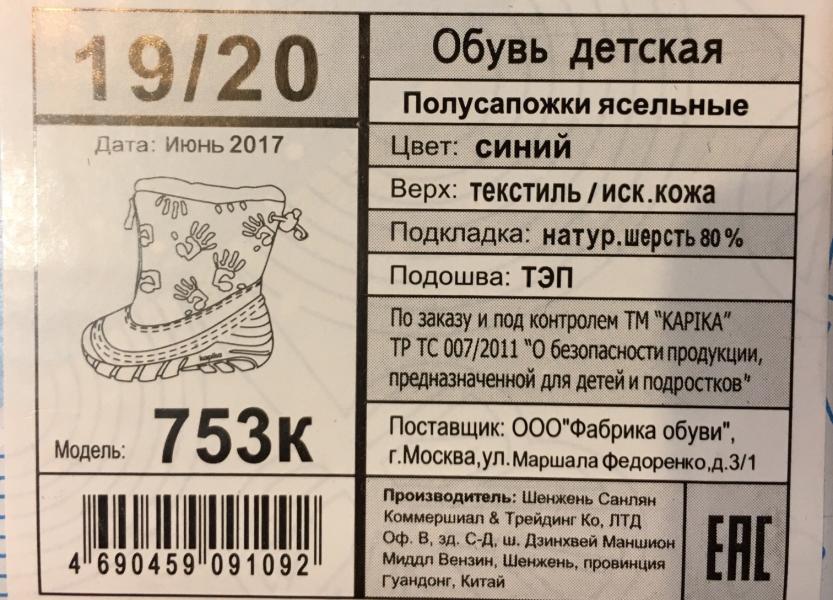 19/20
Дата: Июнь 2017
kapika
Модель: 753к
4 690459 091092
Обувь детская
Полусапожки ясельные
Цвет: синий
Верх: текстиль / иск.кожа
Подкладка: натур.шерсть 80 %
Подошва: ТЭП
По заказу и под контролем ТМ "KAPIKA"
ТР ТС 007/2011 "О безопасности продукции,
предназначенной для детей и подростков"
Поставщик: ООО"Фабрика обуви",
г.Москва,ул.Маршала Федоренко,д.3/1
Производитель: Шенжень Санлян
Коммершиал & Трейдинг Ко, ЛТД
Оф. В, зд. С-Д, ш. Дзинхвей Маншион
Миддл Вензин, Шенжень, провинция
Гуандонг, Китай
EAC